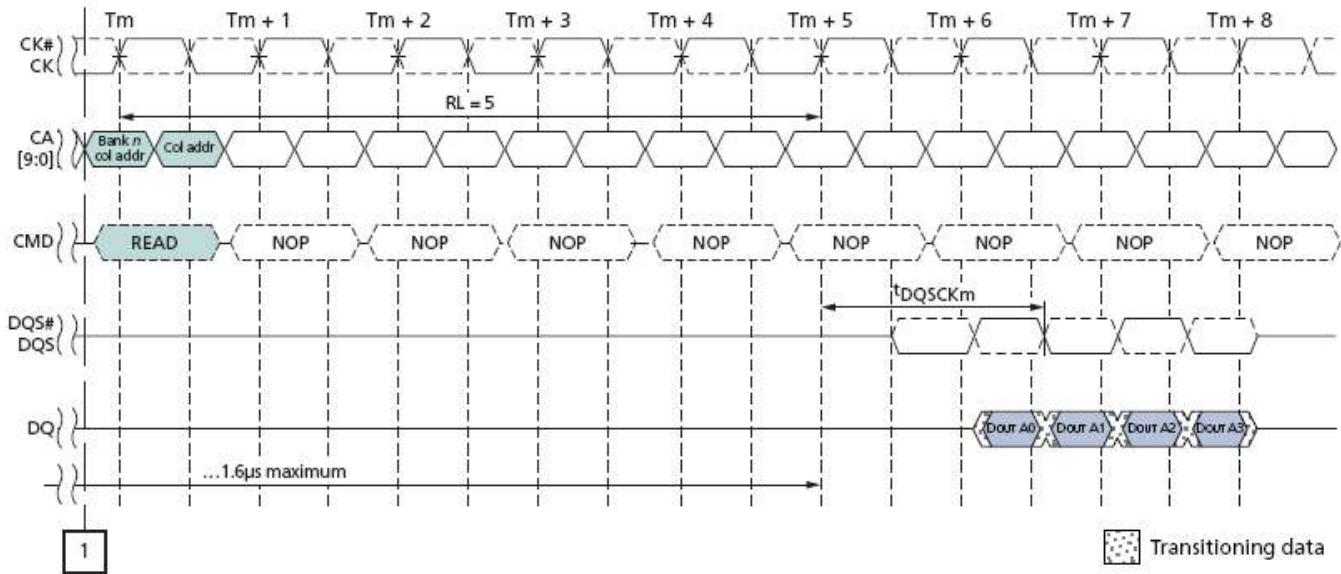 Tm Tm + 1 Tm + 2 Tm + 3 Tm + 4 Tm + 5 Tm + 6 Tm + 7 Tm + 8
CK#
CK
RL = 5
CA
[9:0]
Bank n
col addr
Col addr
CMD READ NOP NOP NOP NOP NOP NOP NOP NOP
tDQSCKm
DQS#
DQS
DQ DOUT A0 DOUT A1 DOUT A2 DOUT A3
...1.6μs maximum
1
Transitioning data